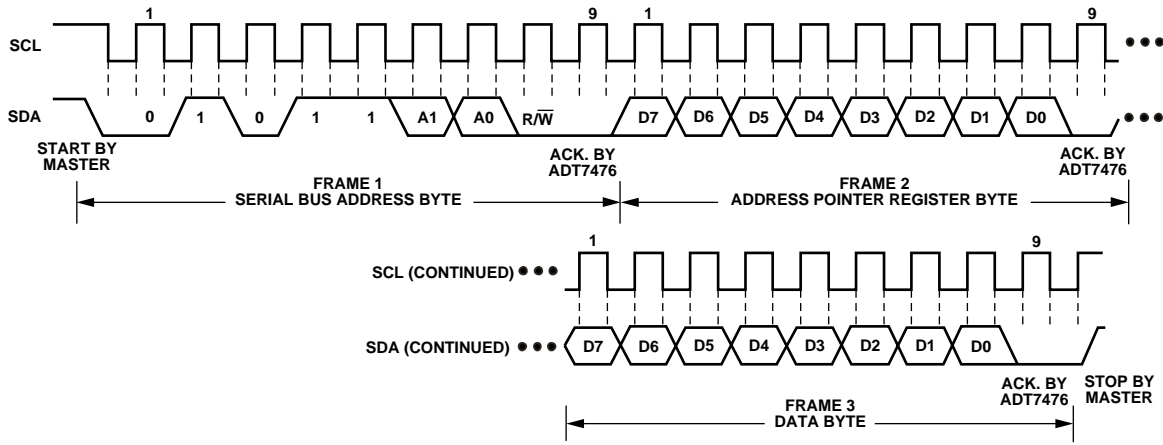 1 9 1 9
SCL
SDA 0 1 0 1 1 A1 A0 R/W̅ D7 D6 D5 D4 D3 D2 D1 D0
START BY
MASTER
ACK. BY
ADT7476
ACK. BY
ADT7476
FRAME 1
SERIAL BUS ADDRESS BYTE
FRAME 2
ADDRESS POINTER REGISTER BYTE
1 9
SCL (CONTINUED)
SDA (CONTINUED) D7 D6 D5 D4 D3 D2 D1 D0
ACK. BY
ADT7476
STOP BY
MASTER
FRAME 3
DATA BYTE